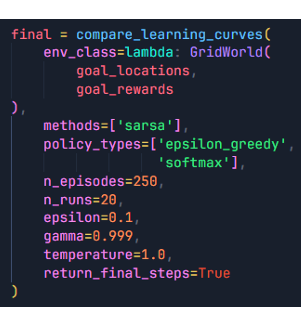 final = compare_learning_curves(
    env_class=lambda: GridWorld(
        goal_locations,
        goal_rewards
),
    methods=['sarsa'],
    policy_types=['epsilon_greedy',
                  'softmax'],
    n_episodes=250,
    n_runs=20,
    epsilon=0.1,
    gamma=0.999,
    temperature=1.0,
    return_final_steps=True
)